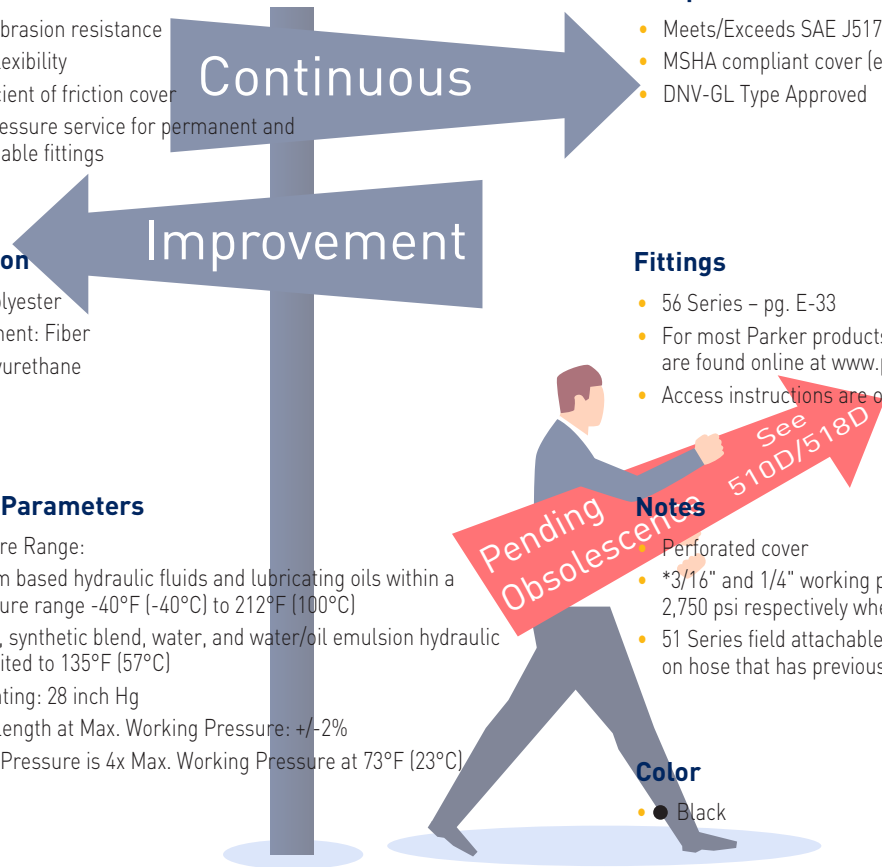 brasion resistance
lexibility
cient of friction cover
essure service for permanent and
able fittings
Continuous
Improvement
Meets/Exceeds SAE J517
MSHA compliant cover (e
DNV-GL Type Approved
on
olyester
ment: Fiber
yurethane
Fittings
56 Series – pg. E-33
For most Parker products
are found online at www.p
Access instructions are o
See
510D/518D
Pending
Obsolescence
Parameters
re Range:
m based hydraulic fluids and lubricating oils within a
ture range -40°F (-40°C) to 212°F (100°C)
, synthetic blend, water, and water/oil emulsion hydraulic
ited to 135°F (57°C)
ating: 28 inch Hg
Length at Max. Working Pressure: +/-2%
Pressure is 4x Max. Working Pressure at 73°F (23°C)
Notes
Perforated cover
*3/16" and 1/4" working p
2,750 psi respectively whe
51 Series field attachable
on hose that has previous
Color
Black